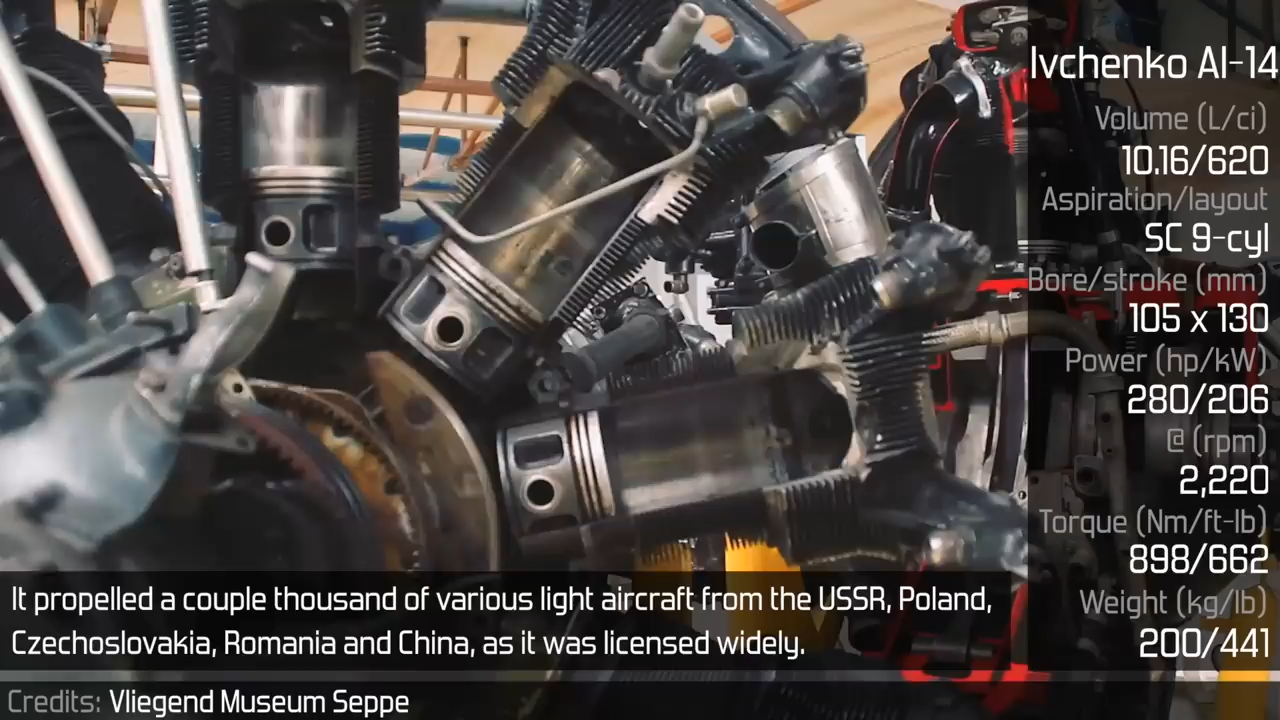 Ivchenko AI-14
Volume (L/ci)
10.16/620
Aspiration/layout
SC 9-cyl
Bore/stroke (mm)
105 x 130
Power (hp/kW)
280/206
@ (rpm)
2,220
Torque (Nm/ft-lb)
898/662
Weight (kg/lb)
200/441
It propelled a couple thousand of various light aircraft from the USSR, Poland,
Czechoslovakia, Romania and China, as it was licensed widely.
Credits: Vliegend Museum Seppe